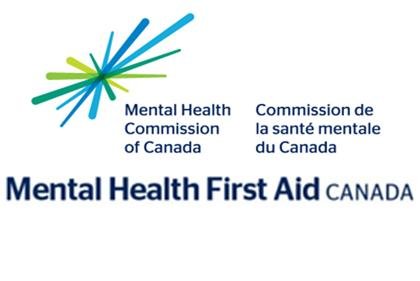 Mental Health
Commission
of Canada
Commission de
la santé mentale
du Canada
Mental Health First Aid CANADA